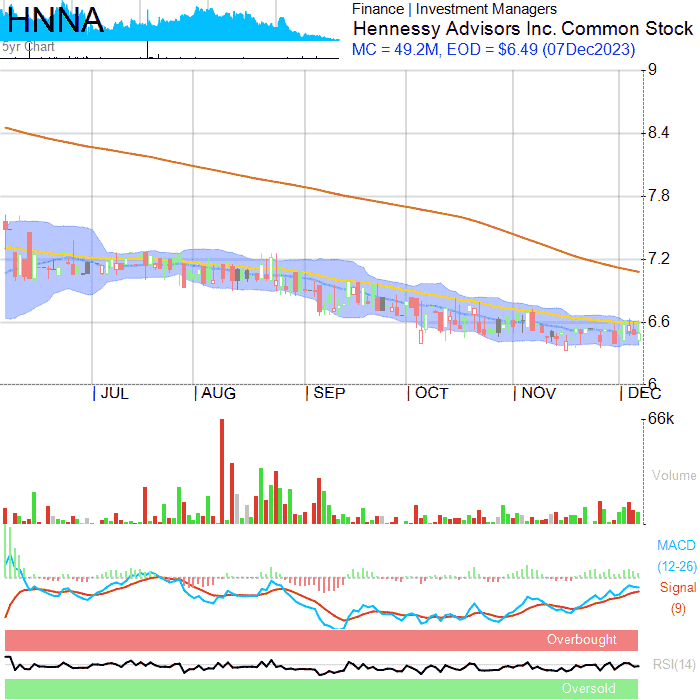 HNNA
5yr Chart
Finance | Investment Managers
Hennessy Advisors Inc. Common Stock
MC = 49.2M, EOD = $6.49 (07Dec2023)
9
8.4
7.8
7.2
6.6
6
JUL AUG SEP OCT NOV DEC
66k
Volume
MACD
(12-26)
Signal
(9)
Overbought
RSI(14)
Oversold